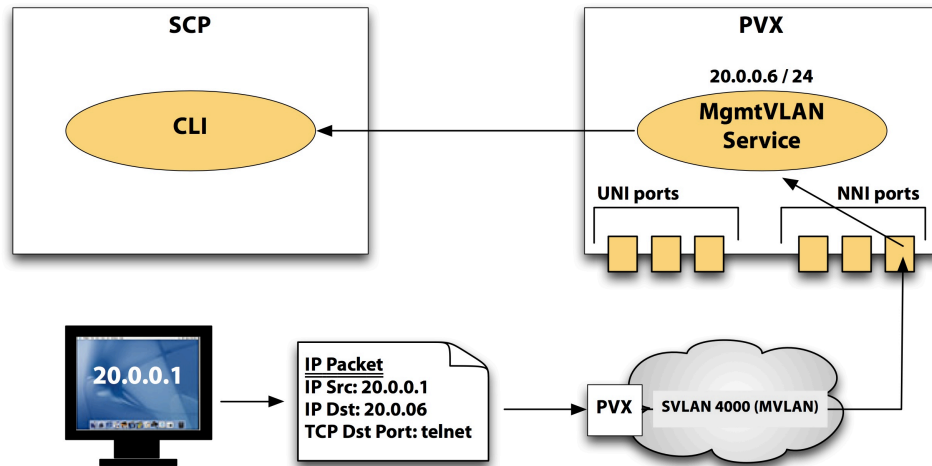 SCP
PVX
20.0.0.6 / 24
CLI
MgmtVLAN
Service
UNI ports
NNI ports
20.0.0.1
IP Packet
IP Src: 20.0.0.1
IP Dst: 20.0.06
TCP Dst Port: telnet
PVX
SVLAN 4000 (MVLAN)